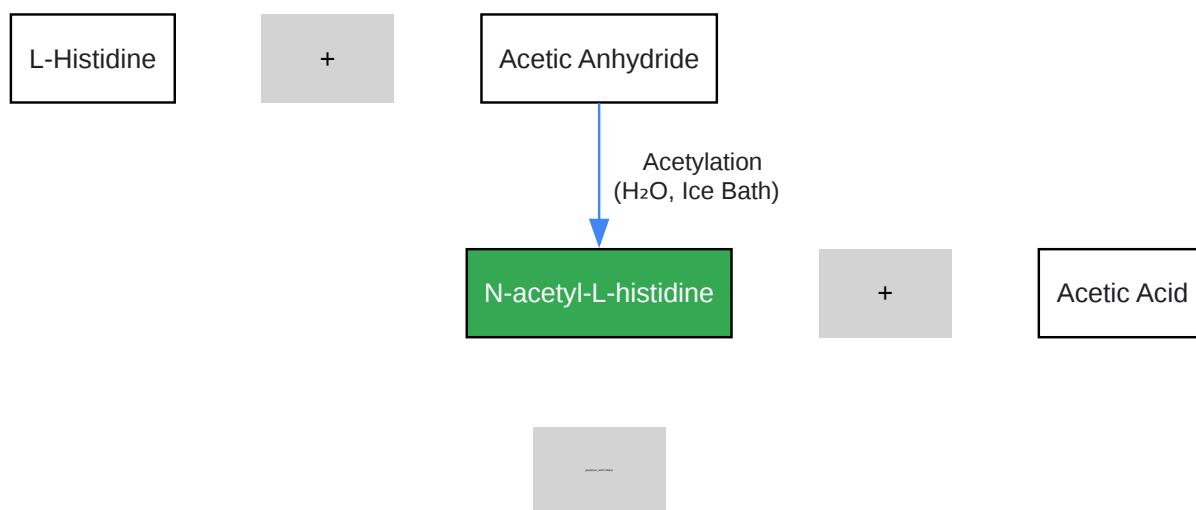 L-Histidine
+
Acetic Anhydride
Acetylation
(H₂O, Ice Bath)
N-acetyl-L-histidine
+
Acetic Acid